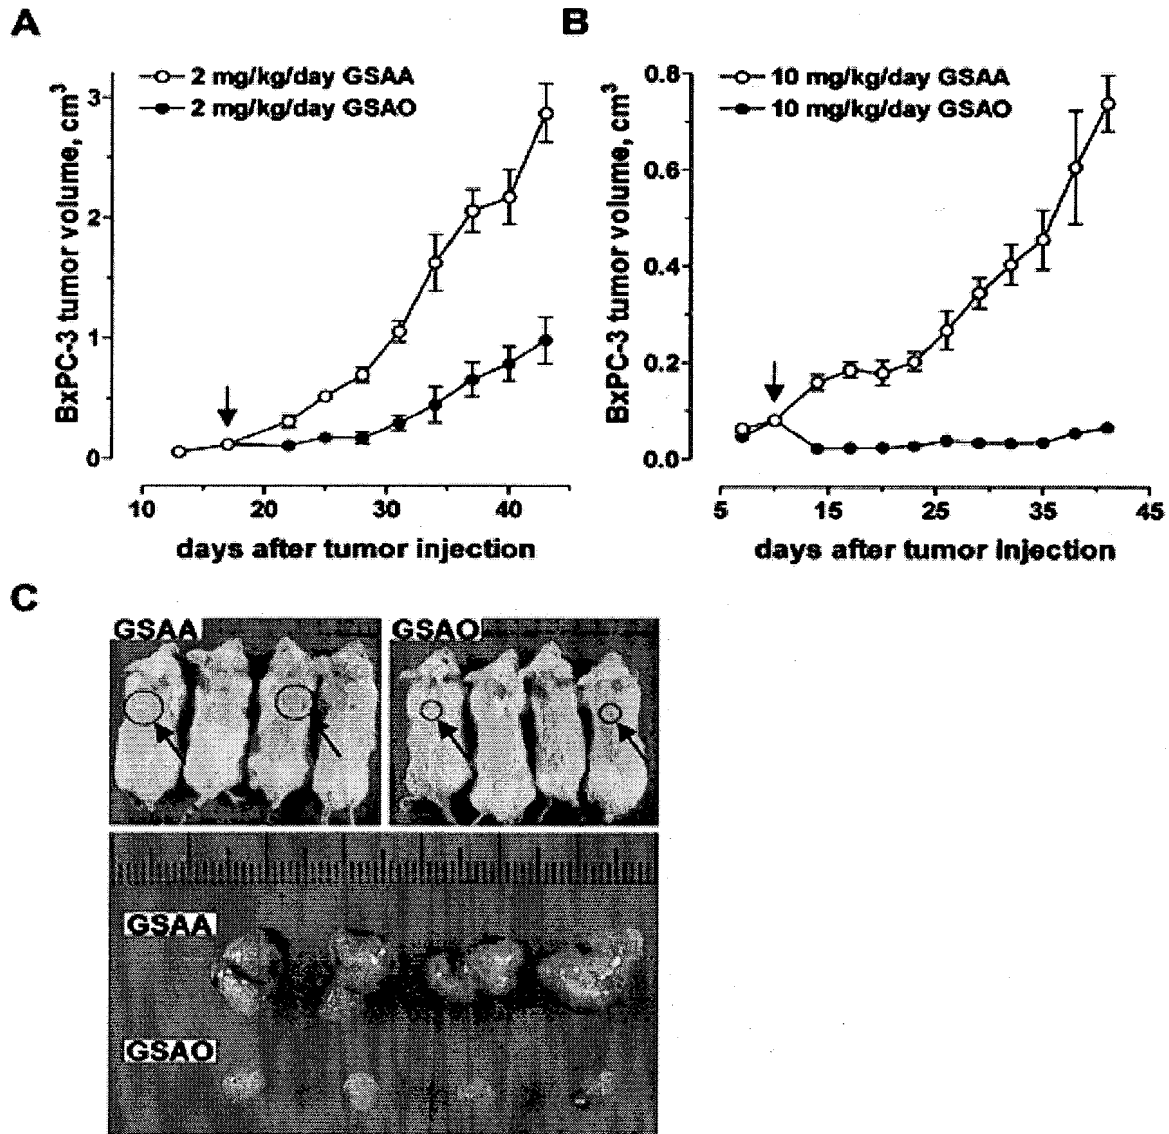 A
2 mg/kg/day GSAA
2 mg/kg/day GSAO
BxPC-3 tumor volume, cm3
3
2
1
0
10 20 30 40
days after tumor injection
B
10 mg/kg/day GSAA
10 mg/kg/day GSAO
BxPC-3 tumor volume, cm3
0.8
0.6
0.4
0.2
0.0
5 15 25 35 45
days after tumor Injection
C
GSAA
GSAO
GSAA
GSAO